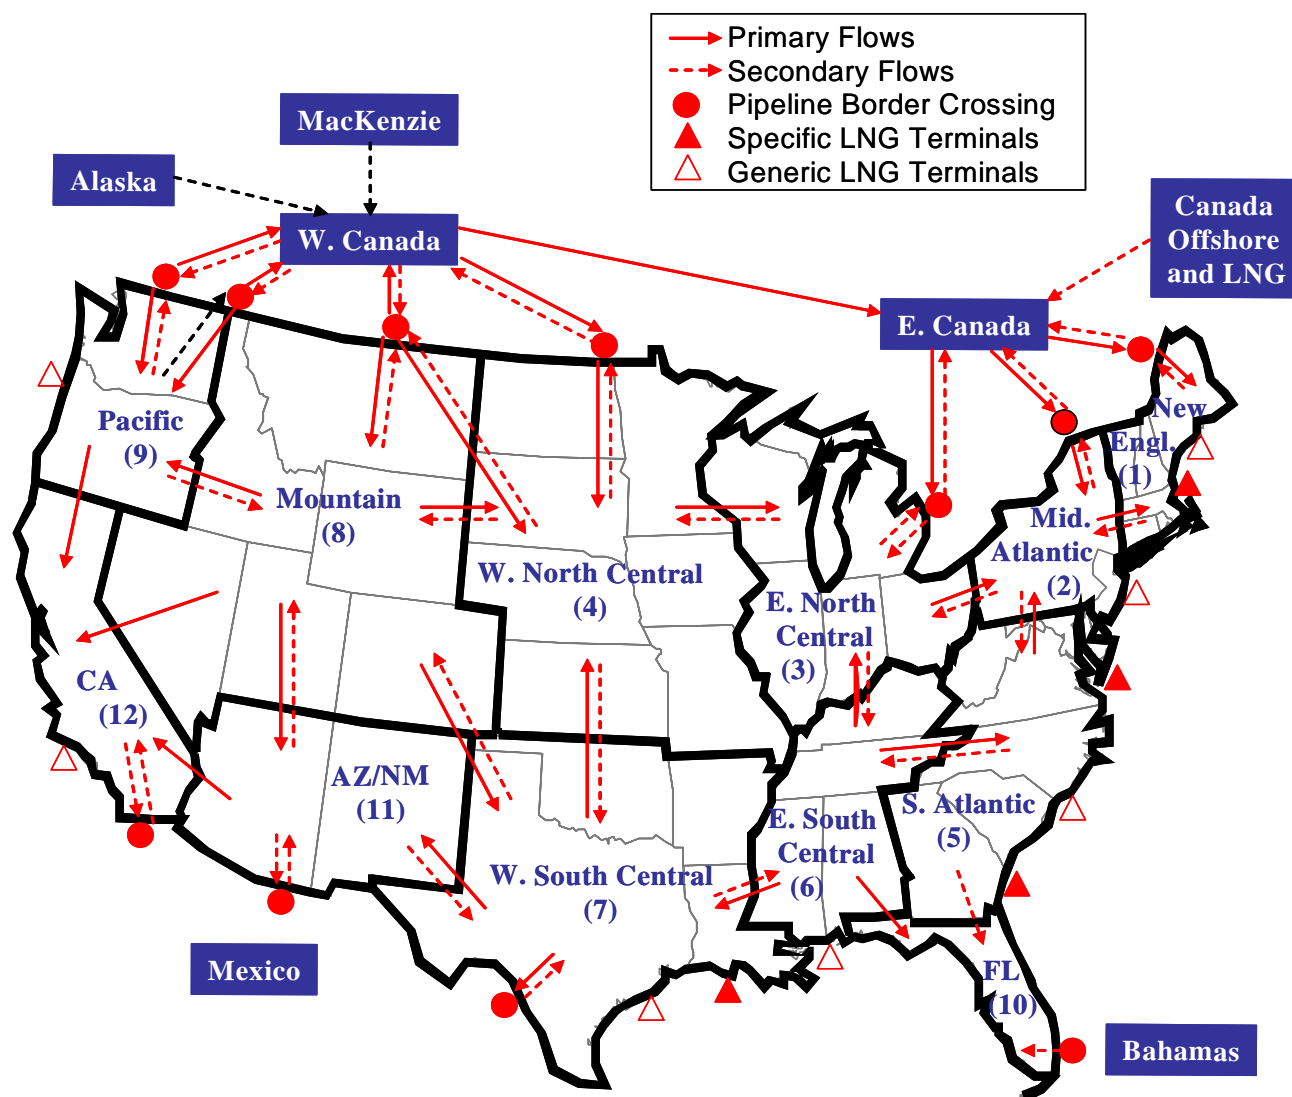 Primary Flows
Secondary Flows
Pipeline Border Crossing
Specific LNG Terminals
Generic LNG Terminals
MacKenzie
Alaska
W. Canada
Canada
Offshore
and LNG
E. Canada
Pacific
(9)
New
Engl.
(1)
Mountain
(8)
Mid.
Atlantic
(2)
W. North Central
(4)
E. North
Central
(3)
CA
(12)
AZ/NM
(11)
S. Atlantic
(5)
E. South
Central
(6)
W. South Central
(7)
Mexico
FL
(10)
Bahamas